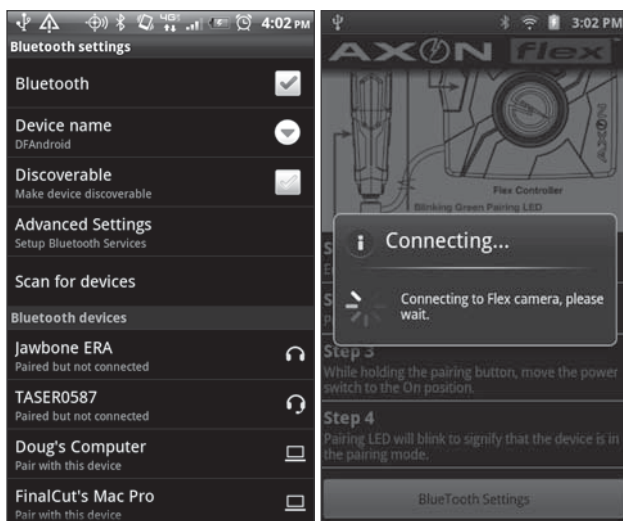 4G
4:02 PM
Bluetooth settings
Bluetooth
Device name
DFAndroid
Discoverable
Make device discoverable
Advanced Settings
Setup Bluetooth Services
Scan for devices
Bluetooth devices
Jawbone ERA
Paired but not connected
TASER0587
Paired but not connected
Doug's Computer
Pair with this device
FinalCut's Mac Pro
Pair with this device
3:02 PM
AXON flex
AXON
Flex Controller
Blinking Green Pairing LED
Connecting...
Connecting to Flex camera, please
wait.
Step 3
While holding the pairing button, move the power
switch to the On position.
Step 4
Pairing LED will blink to signify that the device is in
the pairing mode.
BlueTooth Settings